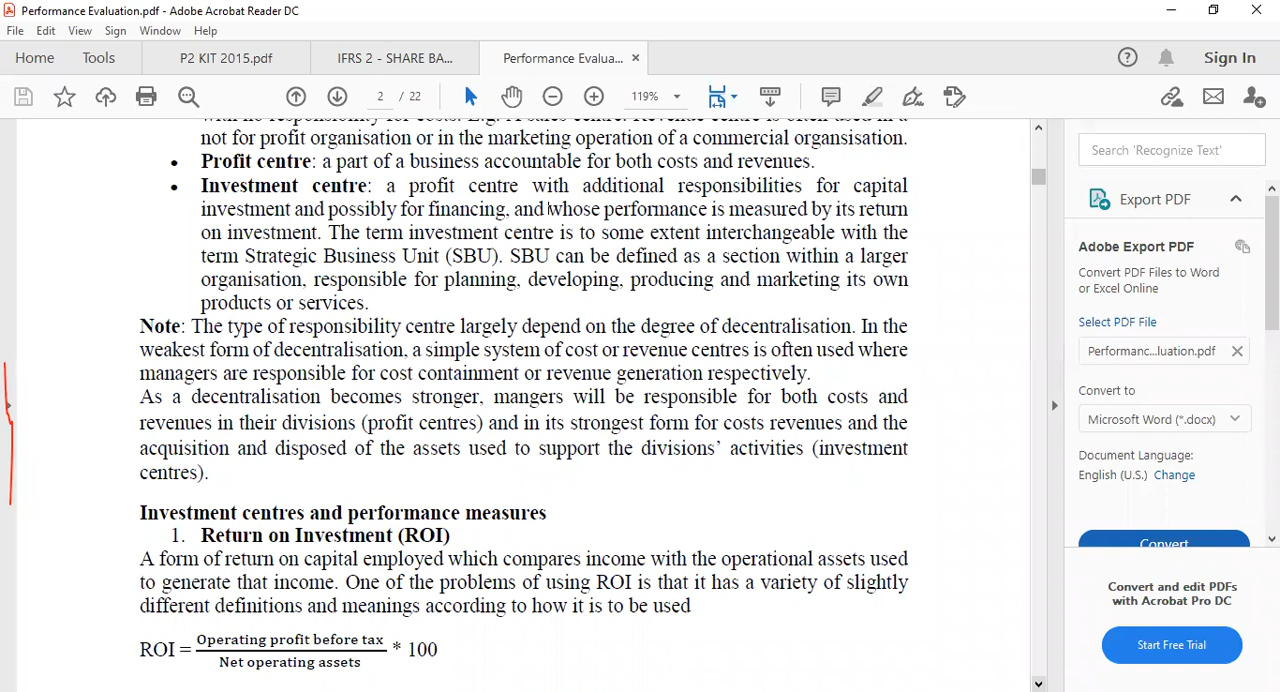 Performance Evaluation.pdf - Adobe Acrobat Reader DC
File Edit View Sign Window Help
Home Tools P2 KIT 2015.pdf IFRS 2 - SHARE BA... Performance Evalua... × Sign In
2 / 22 119%
with no responsibility for costs. E.g. A sales centre. Revenue centre is often used in a
not for profit organisation or in the marketing operation of a commercial organsisation.
• Profit centre: a part of a business accountable for both costs and revenues.
• Investment centre: a profit centre with additional responsibilities for capital
investment and possibly for financing, and whose performance is measured by its return
on investment. The term investment centre is to some extent interchangeable with the
term Strategic Business Unit (SBU). SBU can be defined as a section within a larger
organisation, responsible for planning, developing, producing and marketing its own
products or services.
Note: The type of responsibility centre largely depend on the degree of decentralisation. In the
weakest form of decentralisation, a simple system of cost or revenue centres is often used where
managers are responsible for cost containment or revenue generation respectively.
As a decentralisation becomes stronger, mangers will be responsible for both costs and
revenues in their divisions (profit centres) and in its strongest form for costs revenues and the
acquisition and disposed of the assets used to support the divisions’ activities (investment
centres).
Investment centres and performance measures
1. Return on Investment (ROI)
A form of return on capital employed which compares income with the operational assets used
to generate that income. One of the problems of using ROI is that it has a variety of slightly
different definitions and meanings according to how it is to be used
Operating profit before tax
ROI = * 100
Net operating assets
Search 'Recognize Text'
Export PDF
Adobe Export PDF
Convert PDF Files to Word
or Excel Online
Select PDF File
Performanc...luation.pdf ×
Convert to
Microsoft Word (*.docx)
Document Language:
English (U.S.) Change
Convert
Convert and edit PDFs
with Acrobat Pro DC
Start Free Trial